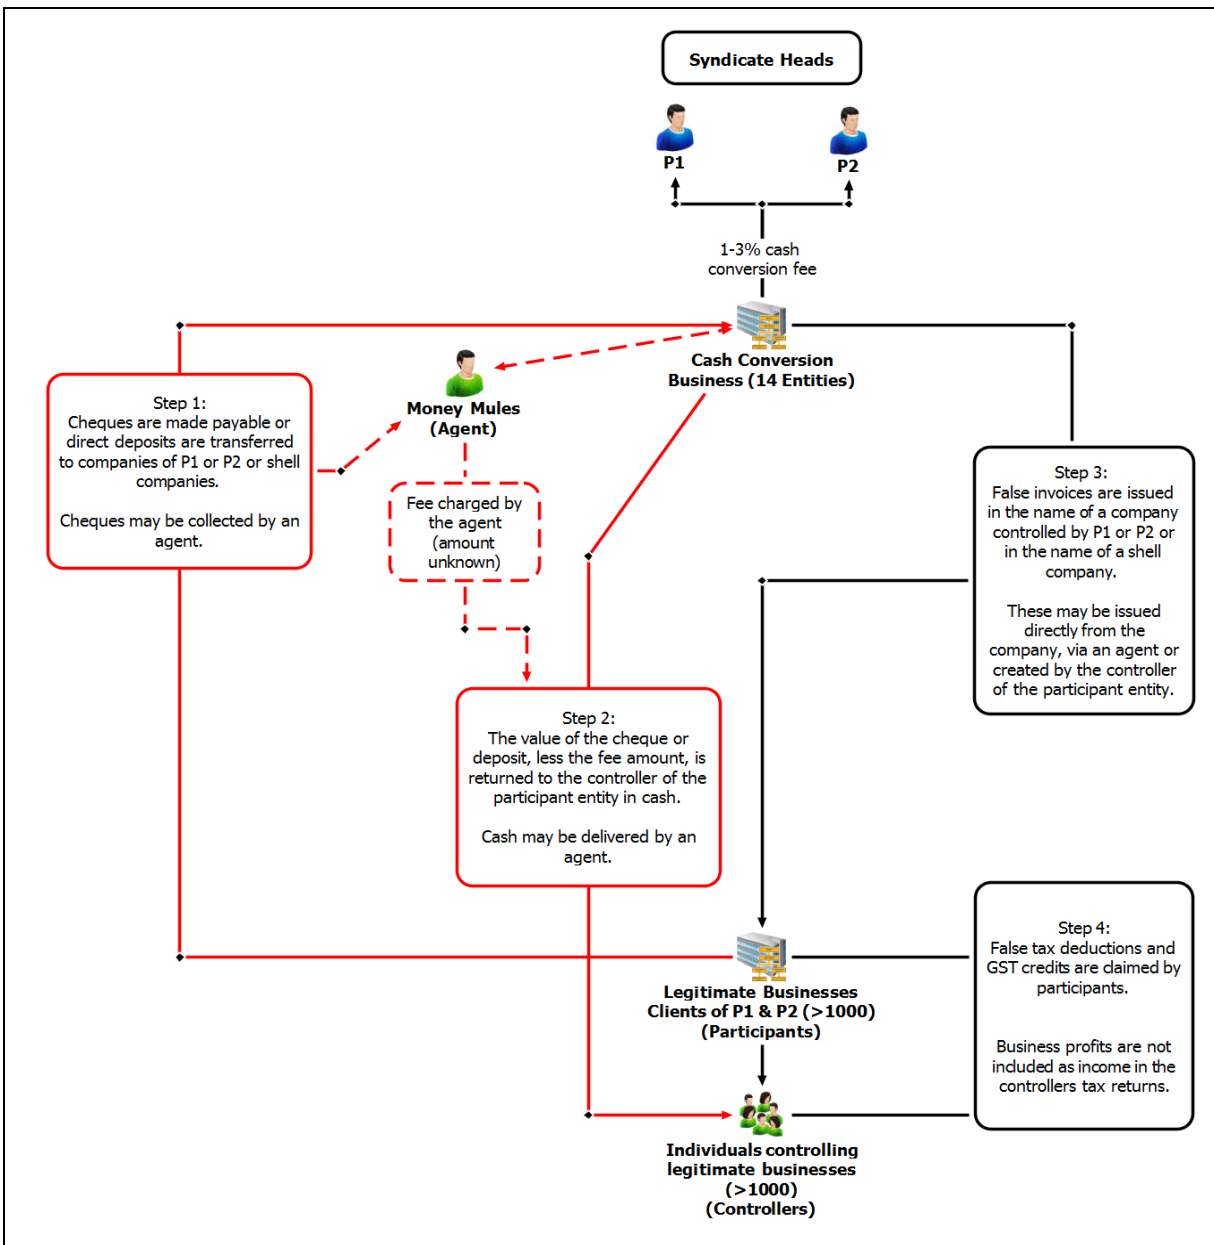 Syndicate Heads
P1
P2
1-3% cash
conversion fee
Cash Conversion
Business (14 Entities)
Money Mules
(Agent)
Step 1:
Cheques are made payable or
direct deposits are transferred
to companies of P1 or P2 or shell
companies.
Cheques may be collected by an
agent.
Fee charged by
the agent
(amount
unknown)
Step 3:
False invoices are issued
in the name of a company
controlled by P1 or P2 or
in the name of a shell
company.
These may be issued
directly from the
company, via an agent or
created by the controller
of the participant entity.
Step 2:
The value of the cheque or
deposit, less the fee amount, is
returned to the controller of the
participant entity in cash.
Cash may be delivered by an
agent.
Legitimate Businesses
Clients of P1 & P2 (>1000)
(Participants)
Step 4:
False tax deductions and
GST credits are claimed by
participants.
Business profits are not
included as income in the
controllers tax returns.
Individuals controlling
legitimate businesses
(>1000)
(Controllers)